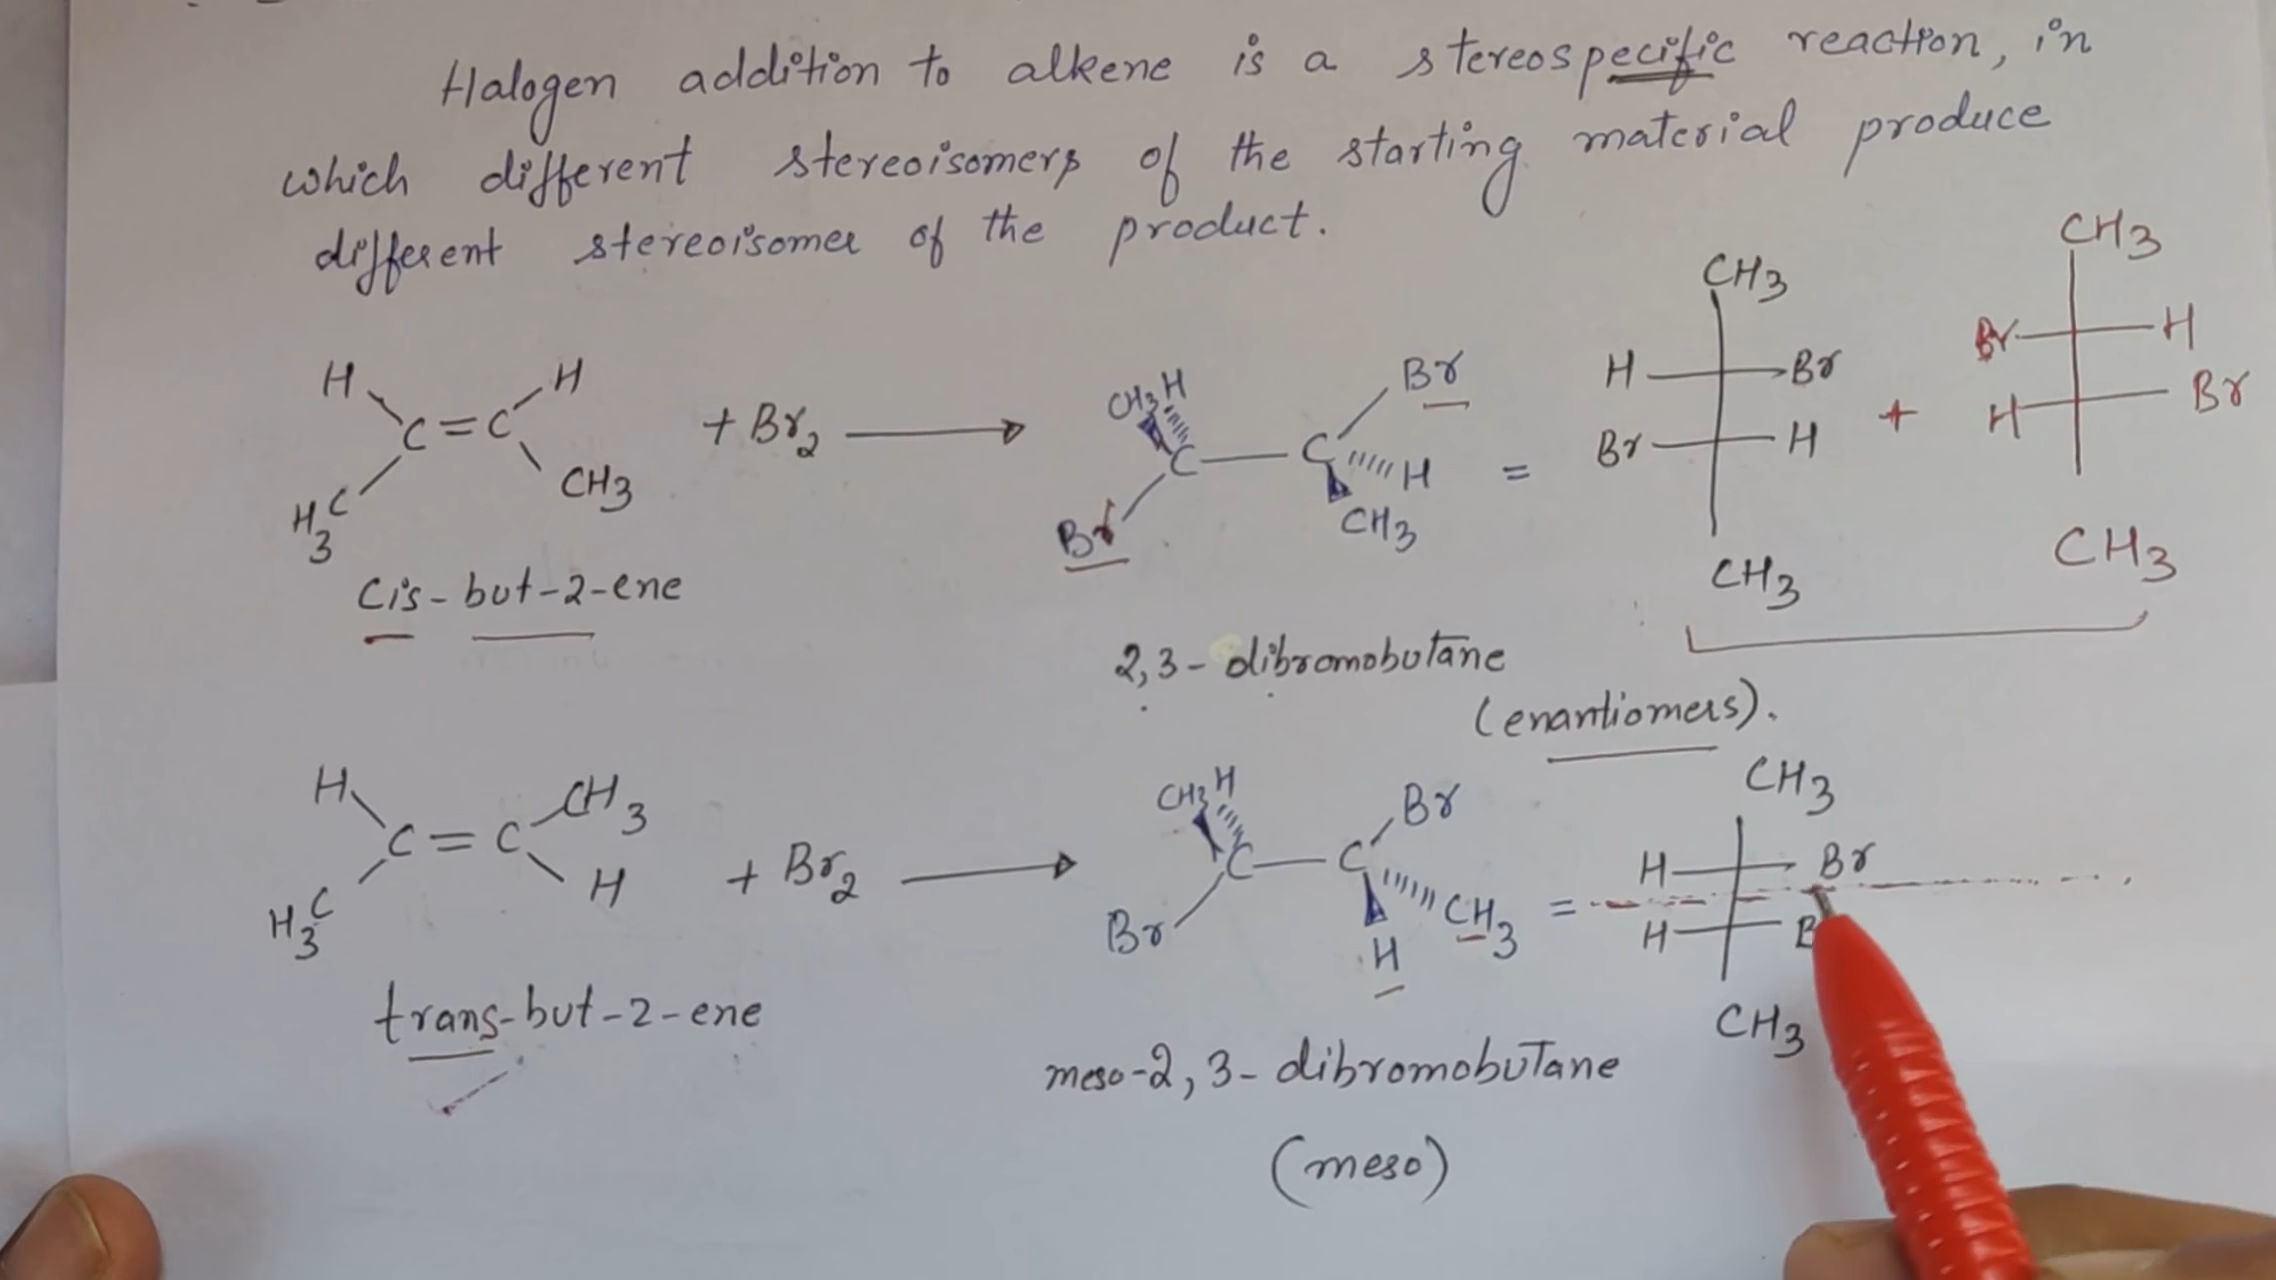 Halogen addition to alkene is a stereospecific reaction, in
which different stereoisomers of the starting material produce
different stereoisomer of the product.
CH3
CH3
H H
C=C
H3C CH3
+ Br2
CH3 H Br
C C
Br H
CH3
=
H Br
Br H
CH3
+
Br H
H Br
CH3
cis-but-2-ene
2,3-dibromobutane
(enantiomers).
H CH3
C=C
H3C H
+ Br2
CH3 H Br
C C
Br CH3
H
=
CH3
H Br
H B
CH3
trans-but-2-ene
meso-2,3-dibromobutane
(meso)